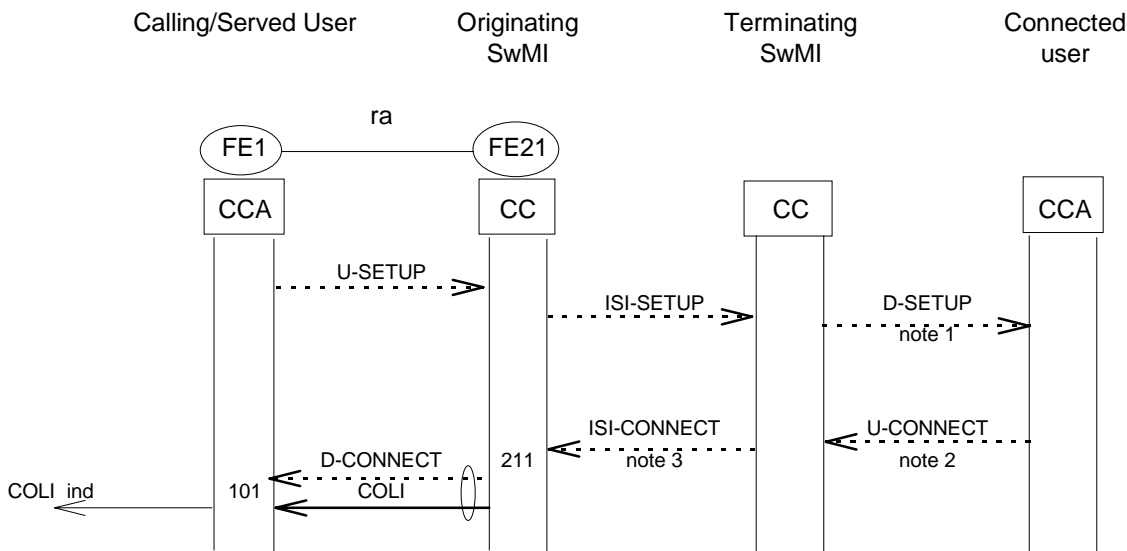 Calling/Served User
Originating
SwMI
Terminating
SwMI
Connected
user
ra
FE1
FE21
CCA
CC
CC
CCA
U-SETUP
ISI-SETUP
D-SETUP
note 1
ISI-CONNECT
note 3
U-CONNECT
note 2
D-CONNECT
211
COLI ind
101
COLI